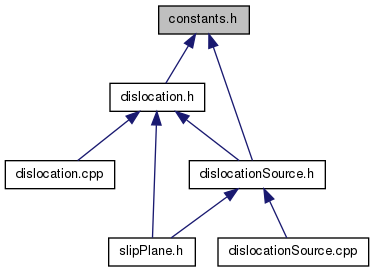 constants.h
dislocation.h
dislocation.cpp
dislocationSource.h
slipPlane.h
dislocationSource.cpp